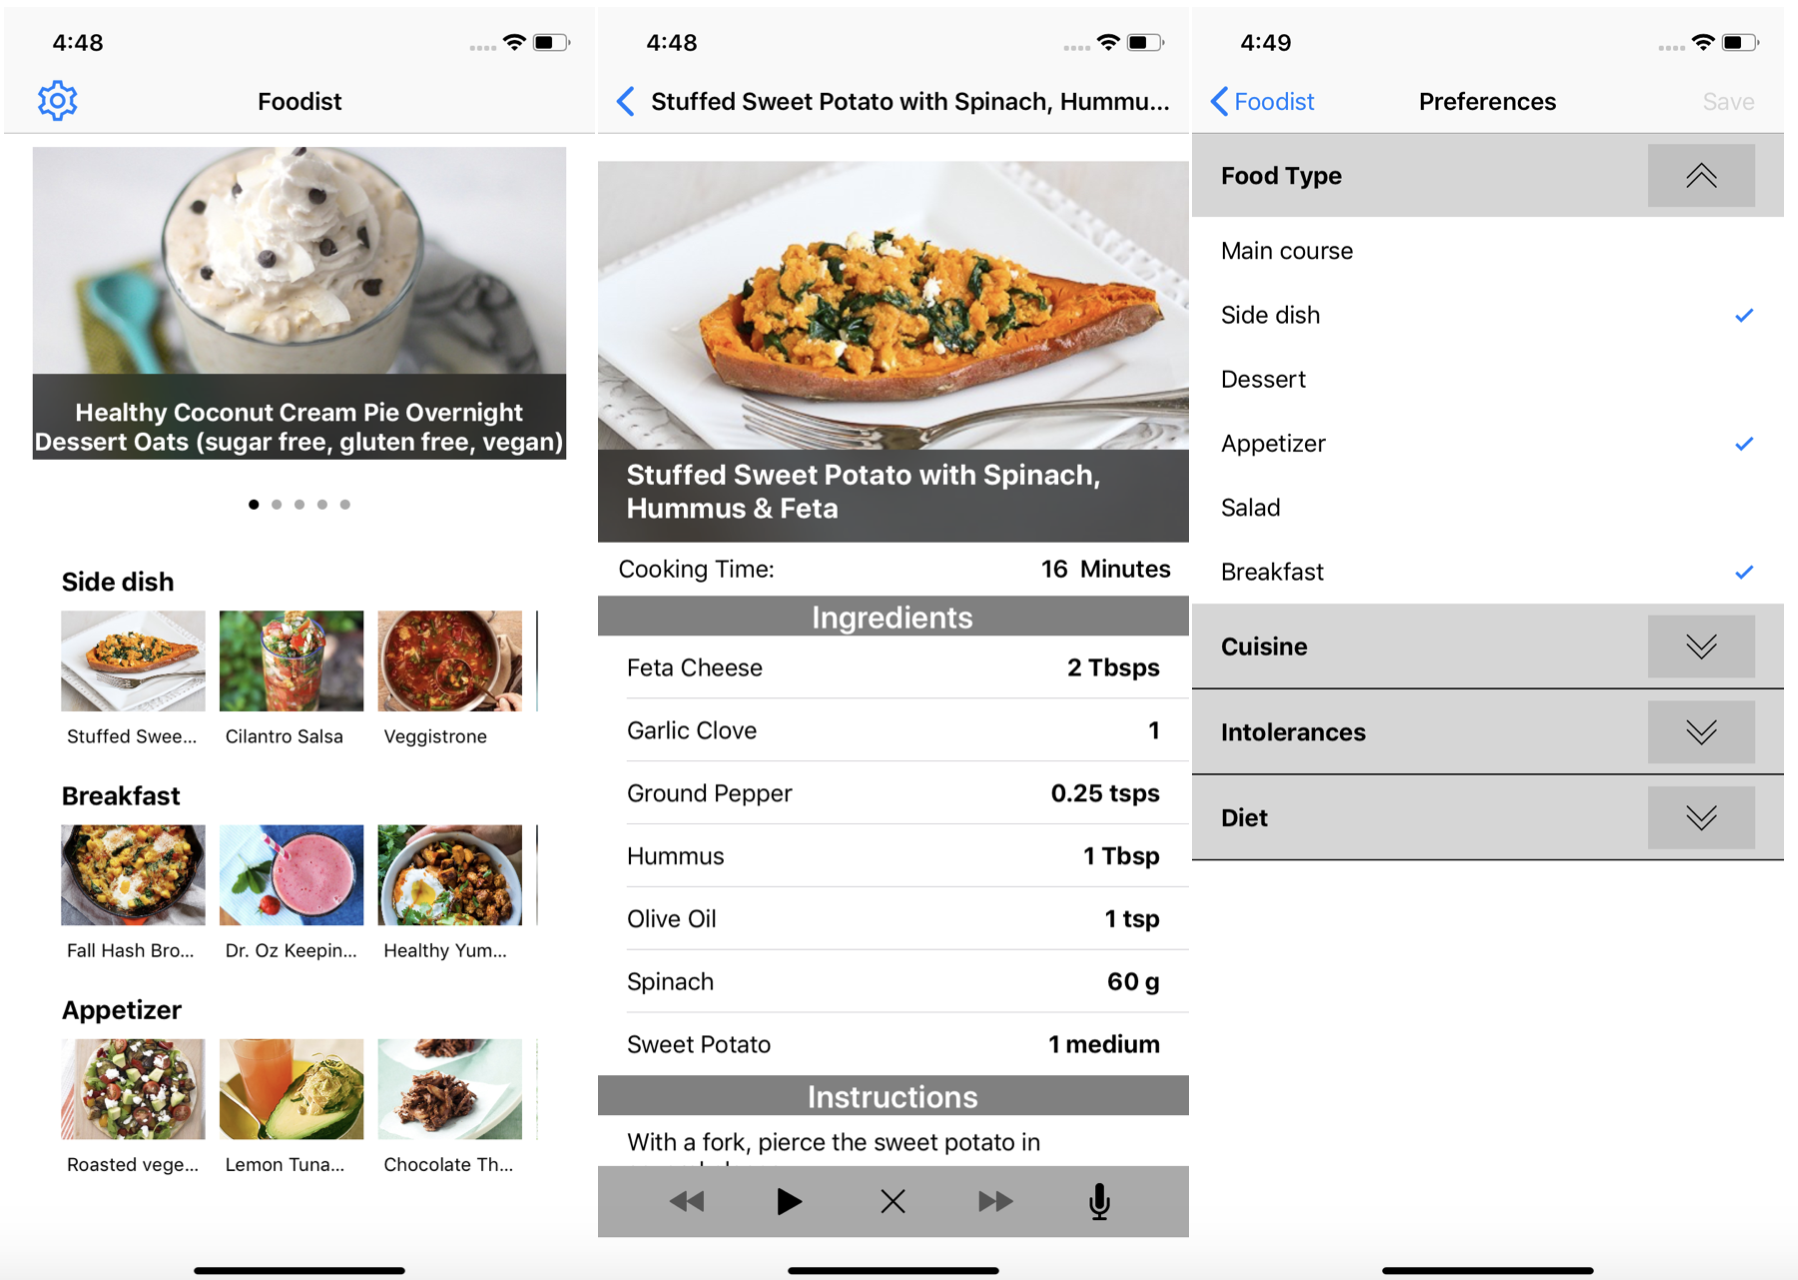 4:48
Foodist
Healthy Coconut Cream Pie Overnight
Dessert Oats (sugar free, gluten free, vegan)
Side dish
Stuffed Swee...
Cilantro Salsa
Veggistrone
Breakfast
Fall Hash Bro...
Dr. Oz Keepin...
Healthy Yum...
Appetizer
Roasted vege...
Lemon Tuna...
Chocolate Th...
4:48
Stuffed Sweet Potato with Spinach, Hummu...
Stuffed Sweet Potato with Spinach,
Hummus & Feta
Cooking Time: 16 Minutes
Ingredients
Feta Cheese 2 Tbsps
Garlic Clove 1
Ground Pepper 0.25 tsps
Hummus 1 Tbsp
Olive Oil 1 tsp
Spinach 60 g
Sweet Potato 1 medium
Instructions
With a fork, pierce the sweet potato in
4:49
Foodist Preferences Save
Food Type
Main course
Side dish
Dessert
Appetizer
Salad
Breakfast
Cuisine
Intolerances
Diet